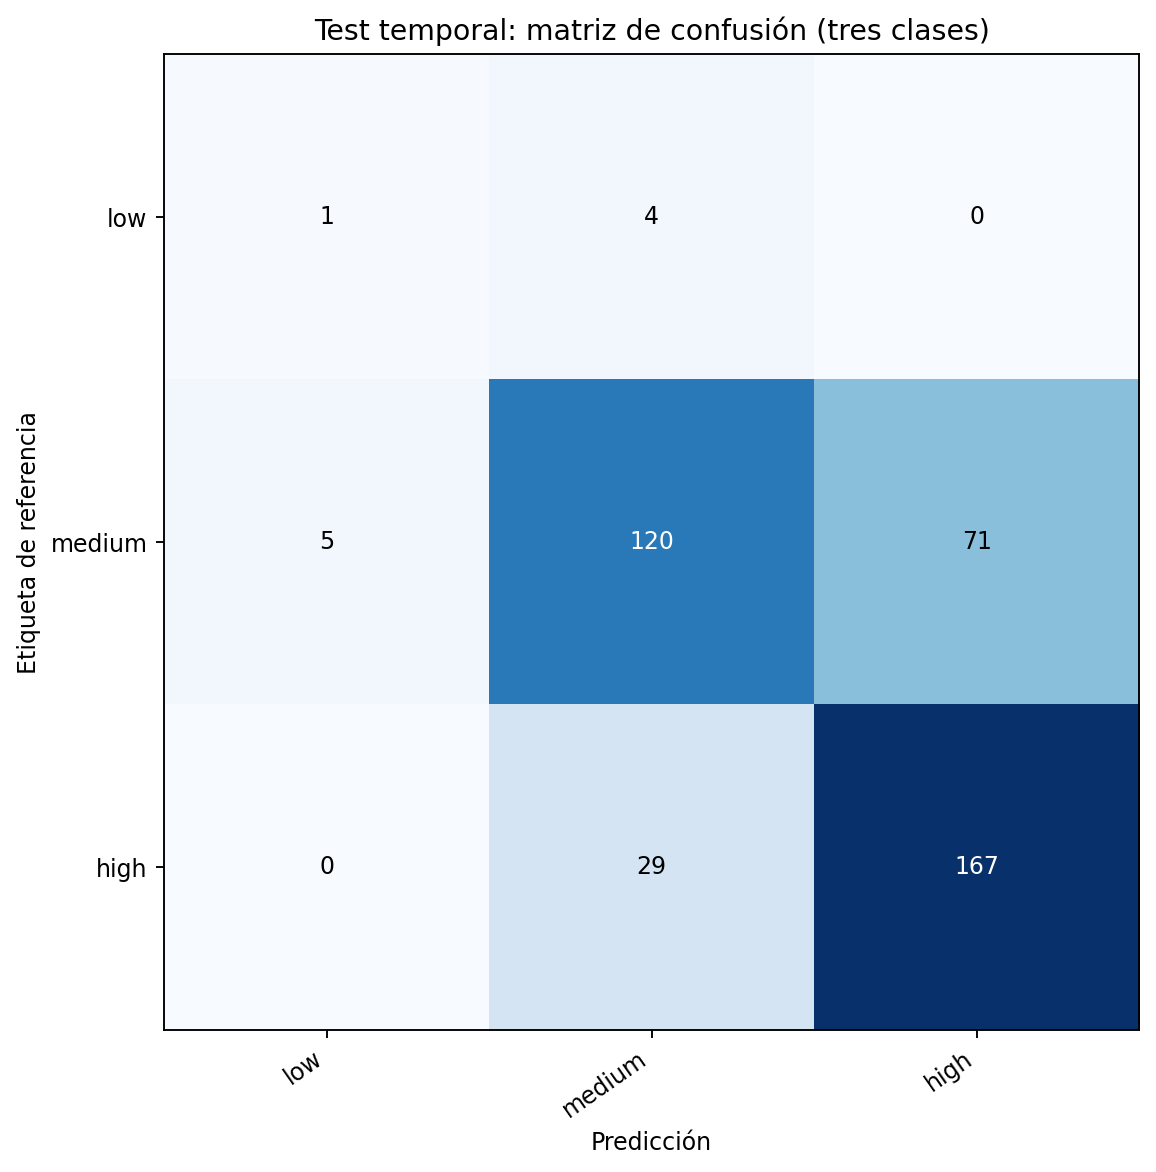 Test temporal: matriz de confusión (tres clases)
low 1 4 0
medium 5 120 71
high 0 29 167
Etiqueta de referencia
low medium high
Predicción